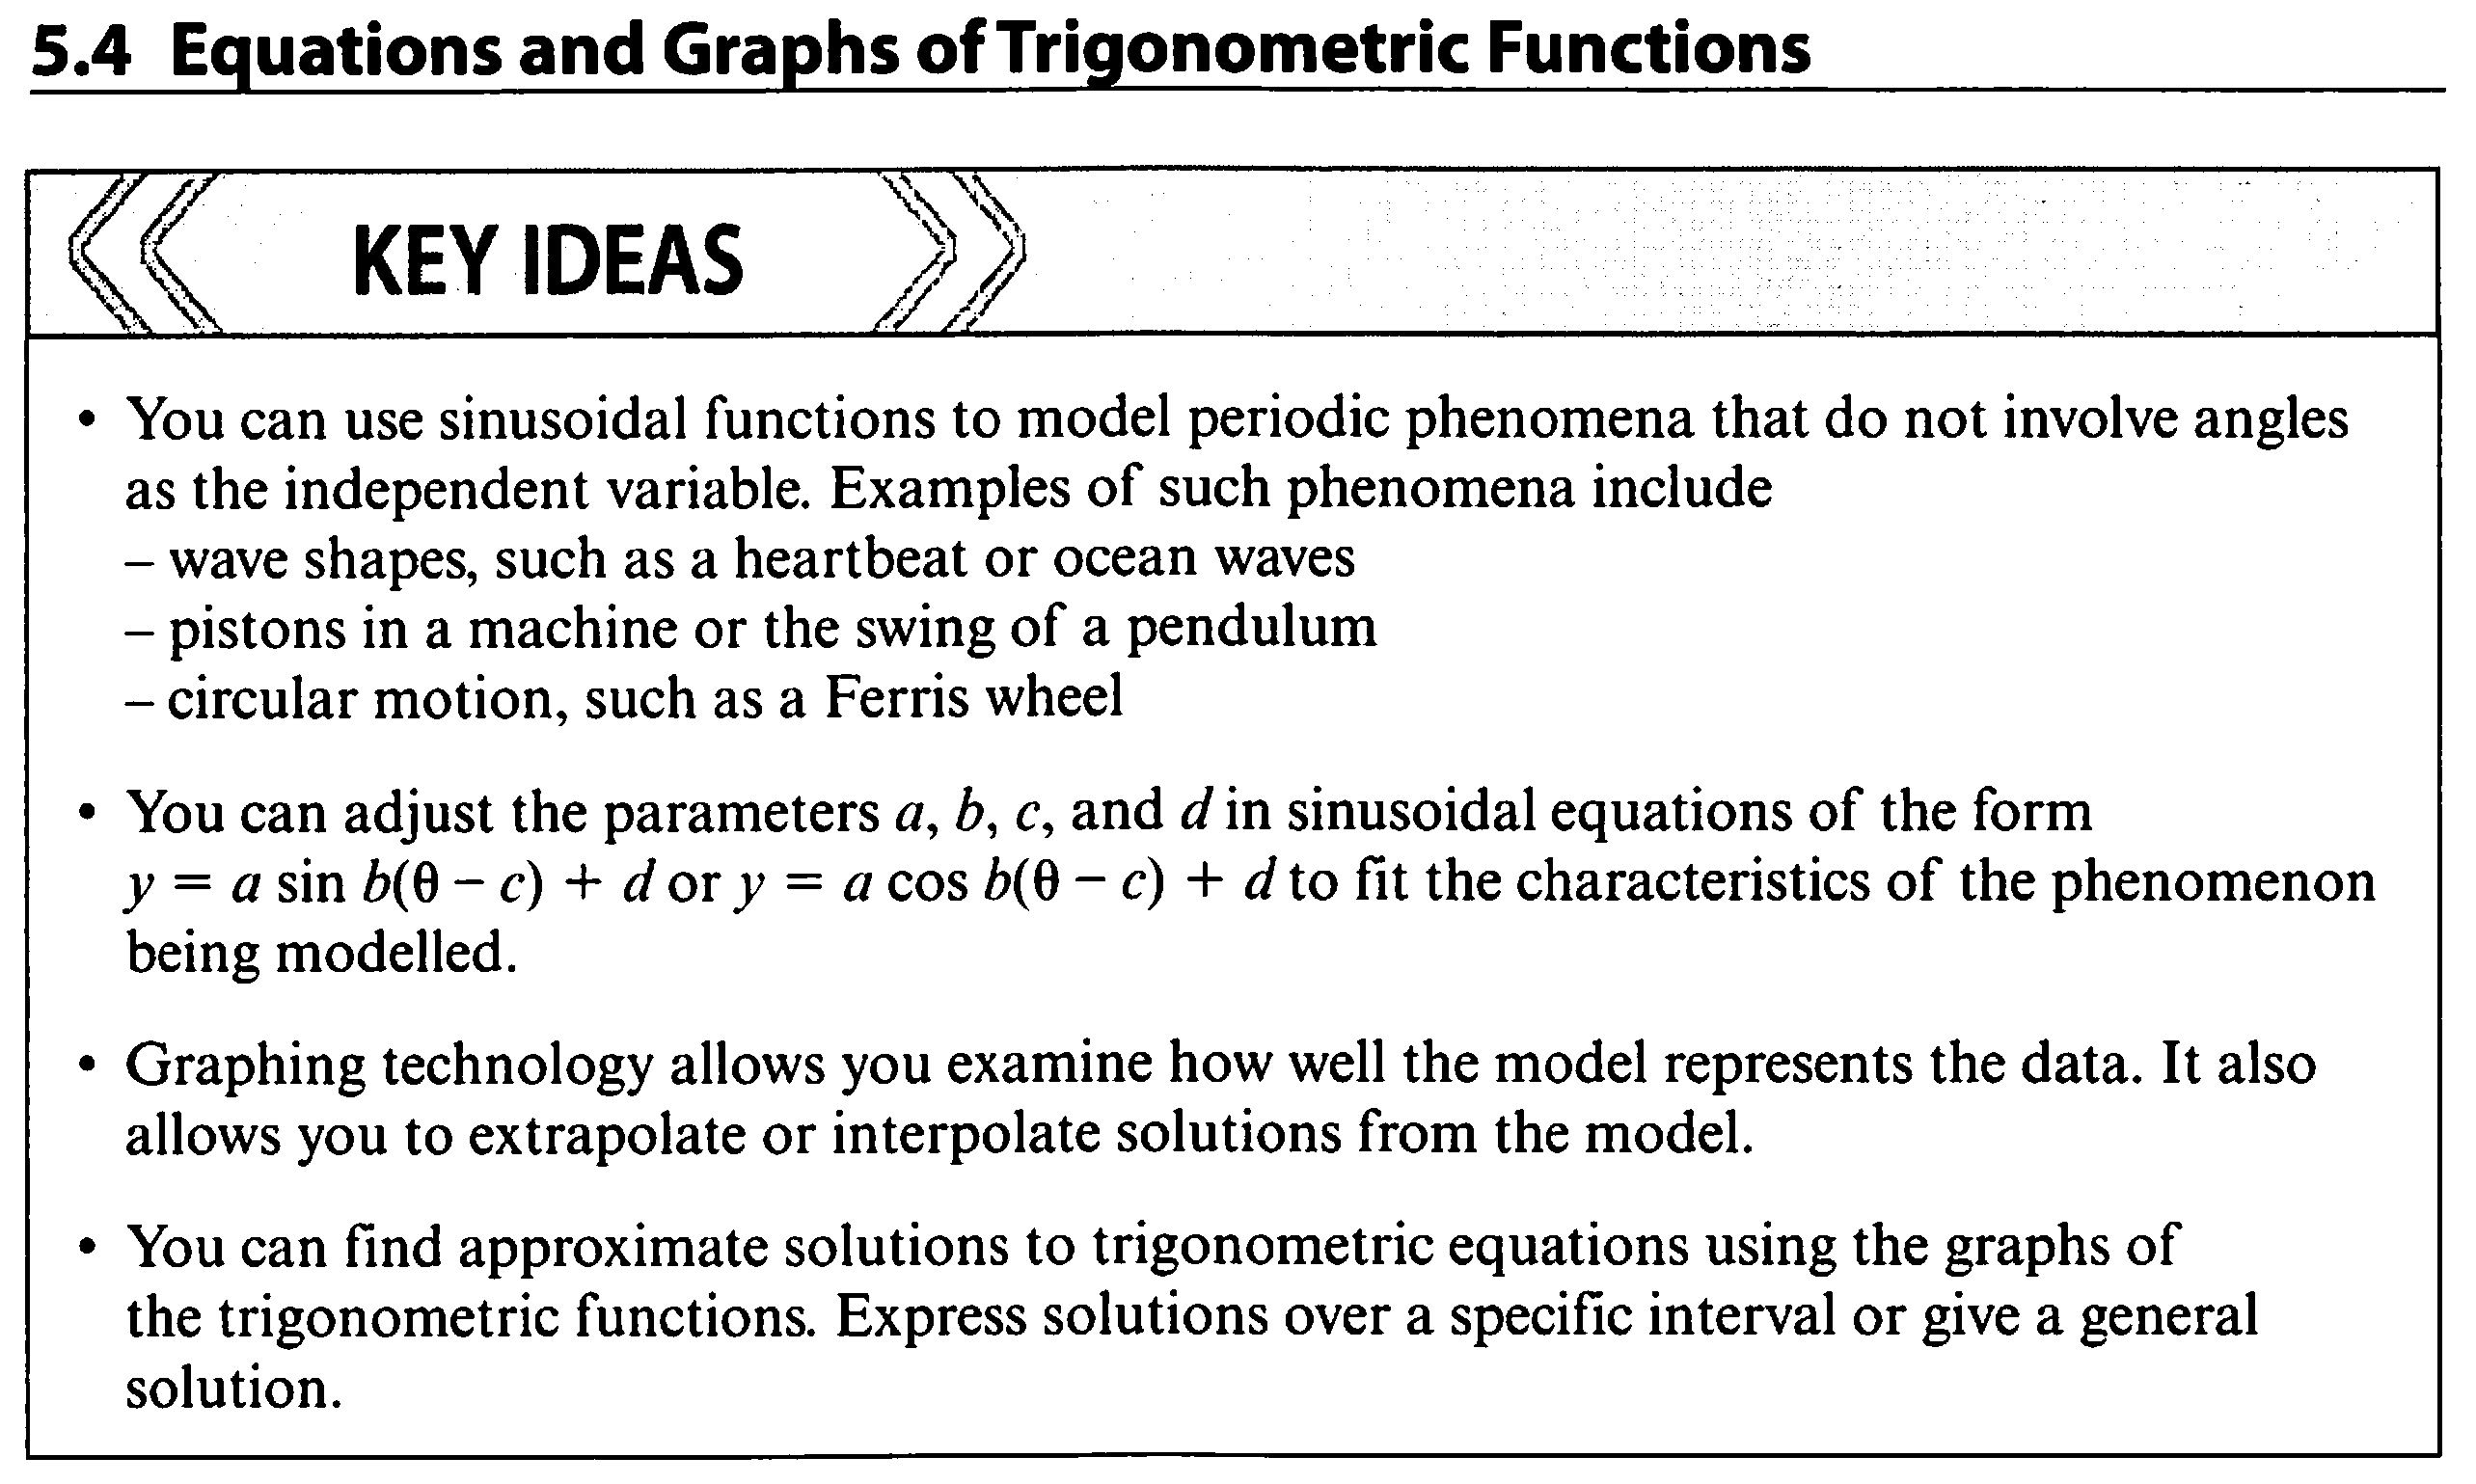 5.4 Equations and Graphs of Trigonometric Functions
KEY IDEAS
• You can use sinusoidal functions to model periodic phenomena that do not involve angles
as the independent variable. Examples of such phenomena include
– wave shapes, such as a heartbeat or ocean waves
– pistons in a machine or the swing of a pendulum
– circular motion, such as a Ferris wheel
• You can adjust the parameters a, b, c, and d in sinusoidal equations of the form
y = a sin b(θ – c) + d or y = a cos b(θ – c) + d to fit the characteristics of the phenomenon
being modelled.
• Graphing technology allows you examine how well the model represents the data. It also
allows you to extrapolate or interpolate solutions from the model.
• You can find approximate solutions to trigonometric equations using the graphs of
the trigonometric functions. Express solutions over a specific interval or give a general
solution.